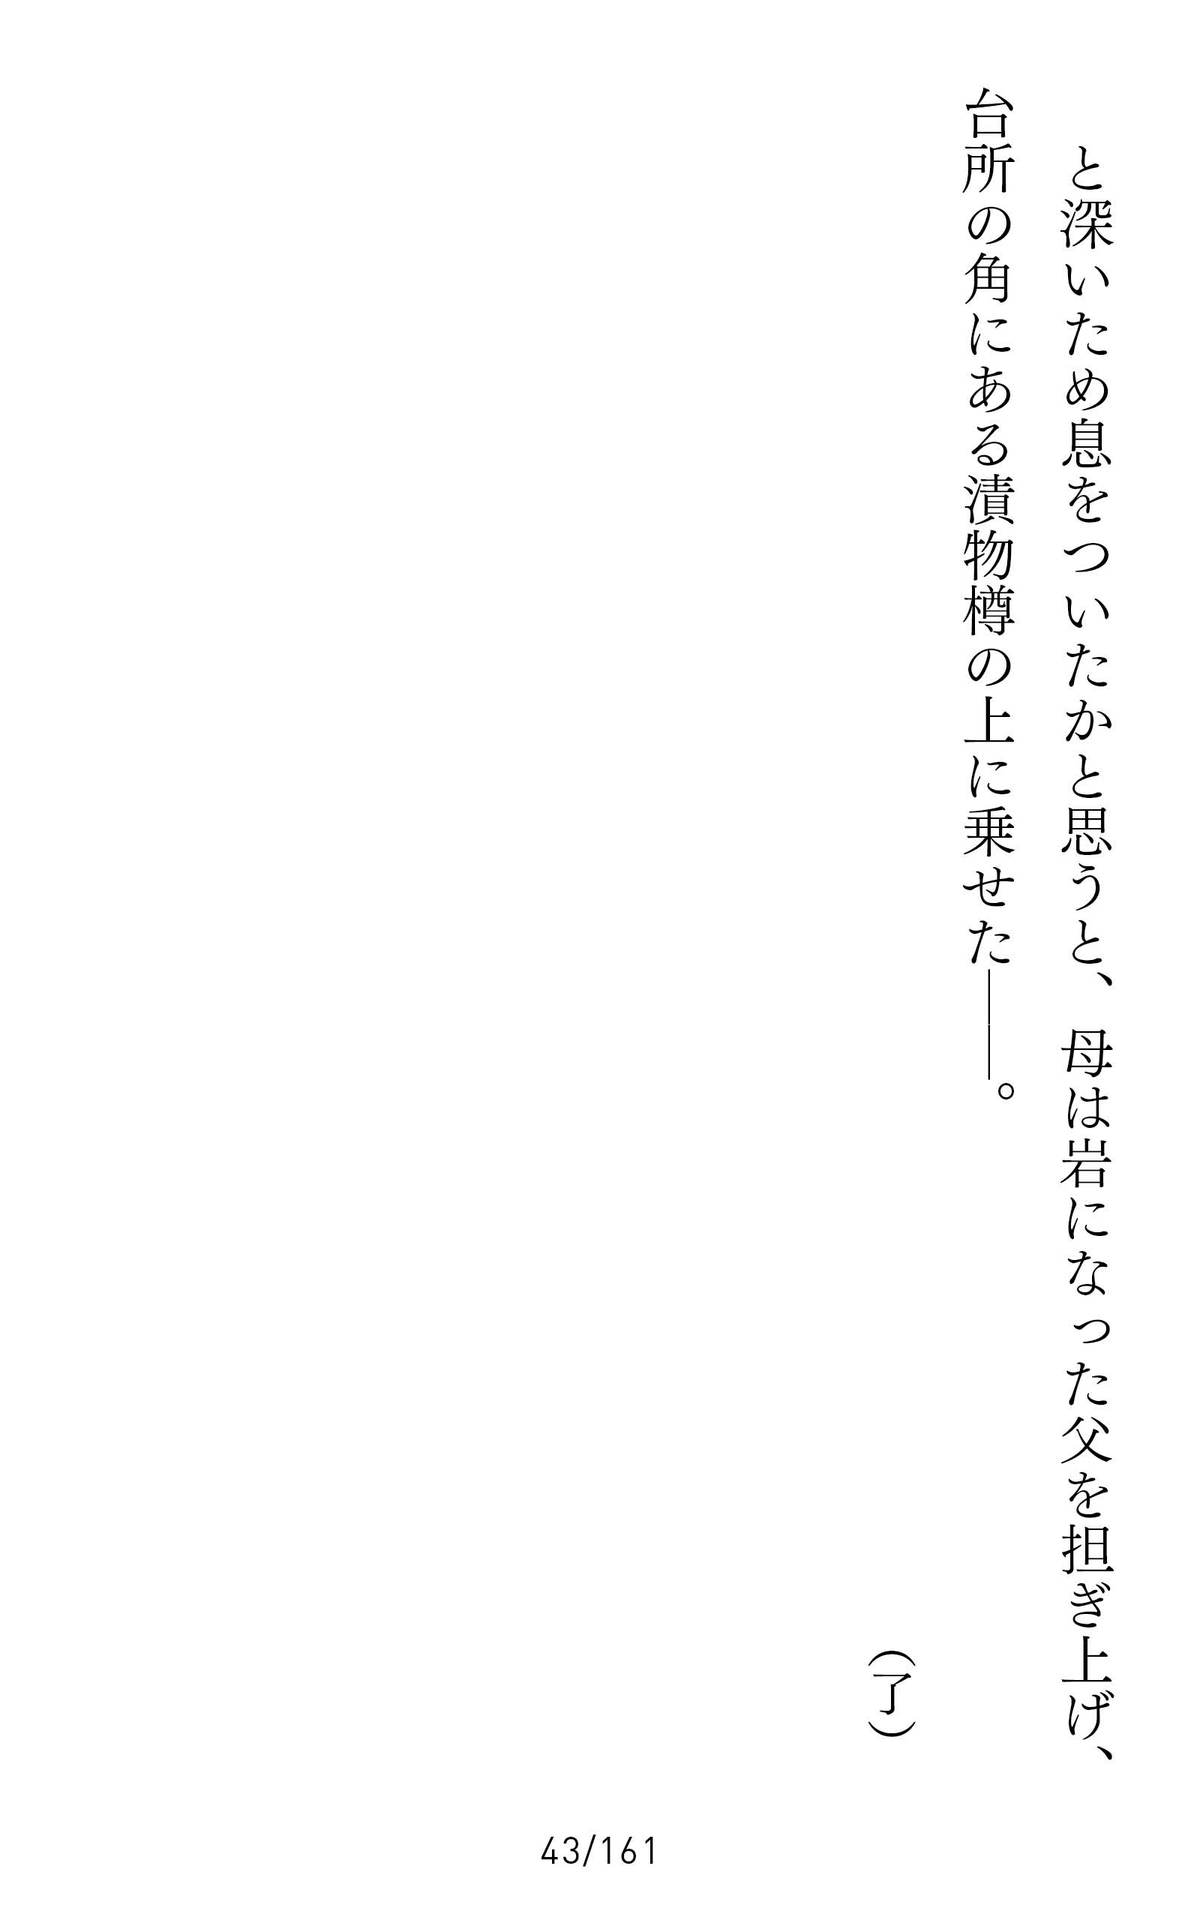 と深いため息をついたかと思うと、母は岩になった父を担ぎ上げ、
台所の角にある漬物樽の上に乗せた――。
（了）
43/161